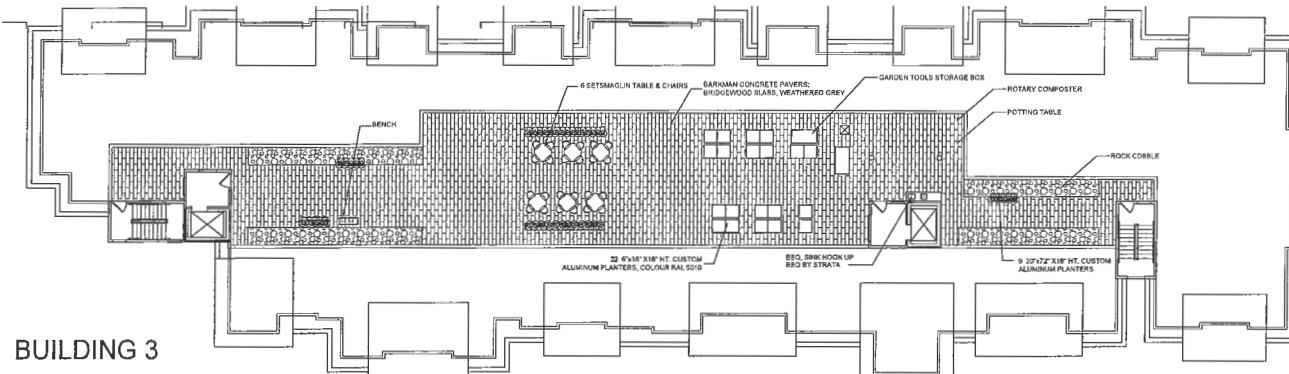 6 SETSMAGLIN TABLE & CHAIRS
BARKMAN CONCRETE PAVERS:
BRIDGEWOOD SLABS, WEATHERED GREY
GARDEN TOOLS STORAGE BOX
ROTARY COMPOSTER
POTTING TABLE
BENCH
ROCK COBBLE
22 6"x36" X18" HT. CUSTOM
ALUMINUM PLANTERS, COLOUR RAL 5010
BBQ, SINK HOOK UP
BBQ BY STRATA
9 20"x72" X18" HT. CUSTOM
ALUMINUM PLANTERS
BUILDING 3